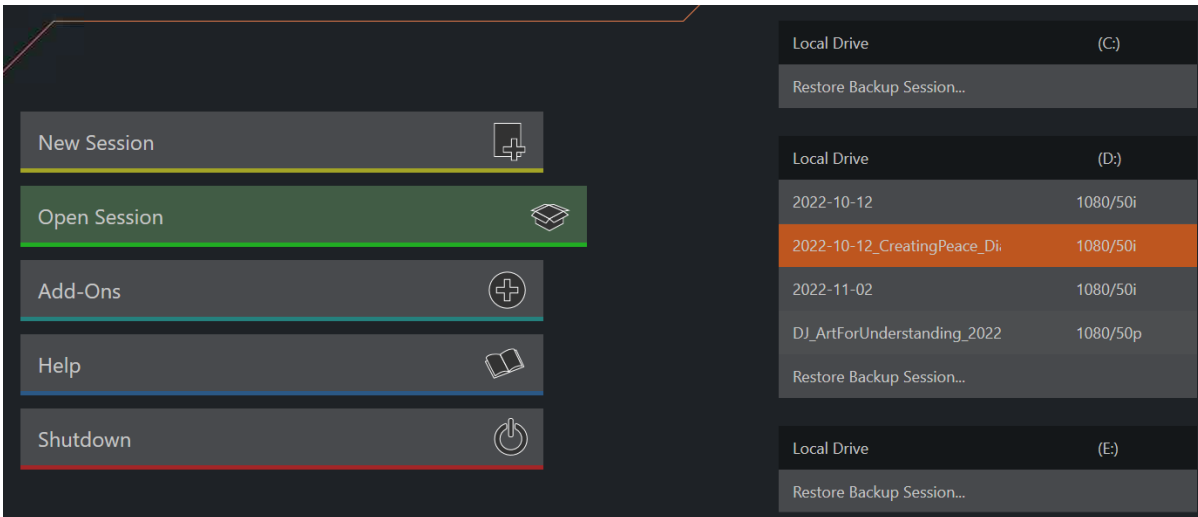 New Session
Open Session
Add-Ons
Help
Shutdown
Local Drive (C:)
Restore Backup Session...
Local Drive (D:)
2022-10-12 1080/50i
2022-10-12_CreatingPeace_Di 1080/50i
2022-11-02 1080/50i
DJ_ArtForUnderstanding_2022 1080/50p
Restore Backup Session...
Local Drive (E:)
Restore Backup Session...